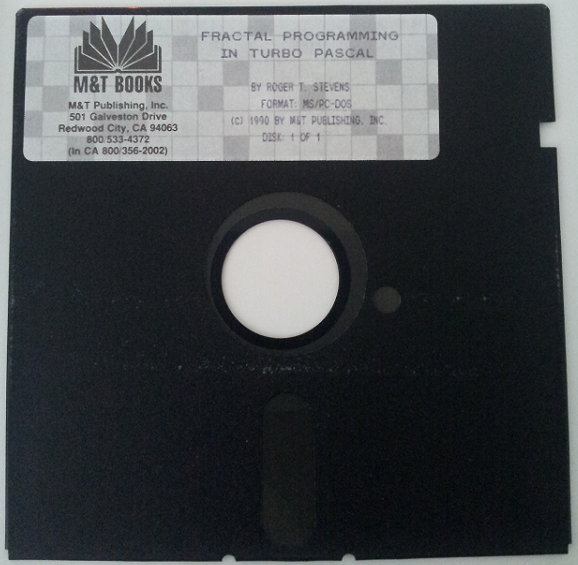 M&T BOOKS
M&T Publishing, Inc.
501 Galveston Drive
Redwood City, CA 94063
800/533-4372
(In CA 800/356-2002)
FRACTAL PROGRAMMING
IN TURBO PASCAL
BY ROGER T. STEVENS
FORMAT: MS/PC-DOS
(C) 1990 BY M&T PUBLISHING, INC.
DISK: 1 OF 1